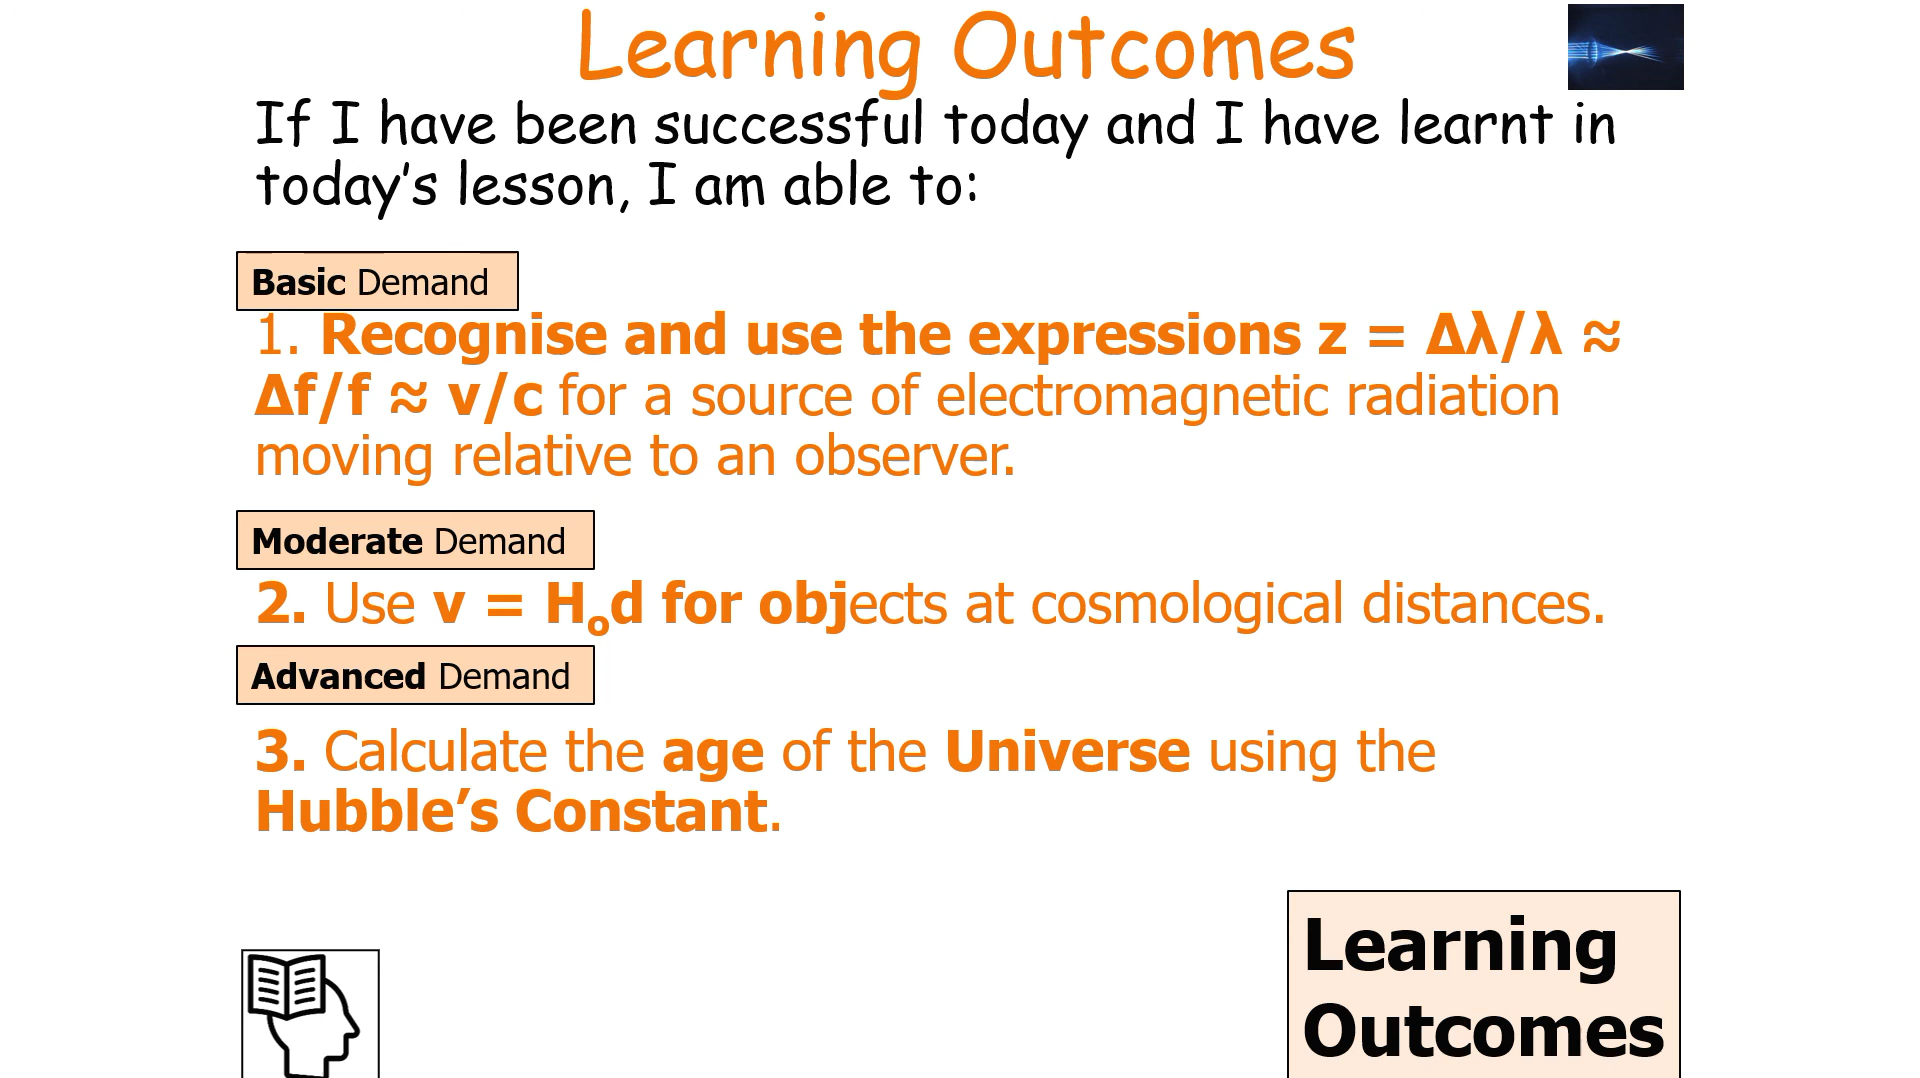 Learning Outcomes
If I have been successful today and I have learnt in
today’s lesson, I am able to:
Basic Demand
1. Recognise and use the expressions z = Δλ/λ ≈
Δf/f ≈ v/c for a source of electromagnetic radiation
moving relative to an observer.
Moderate Demand
2. Use v = Hod for objects at cosmological distances.
Advanced Demand
3. Calculate the age of the Universe using the
Hubble’s Constant.
Learning
Outcomes